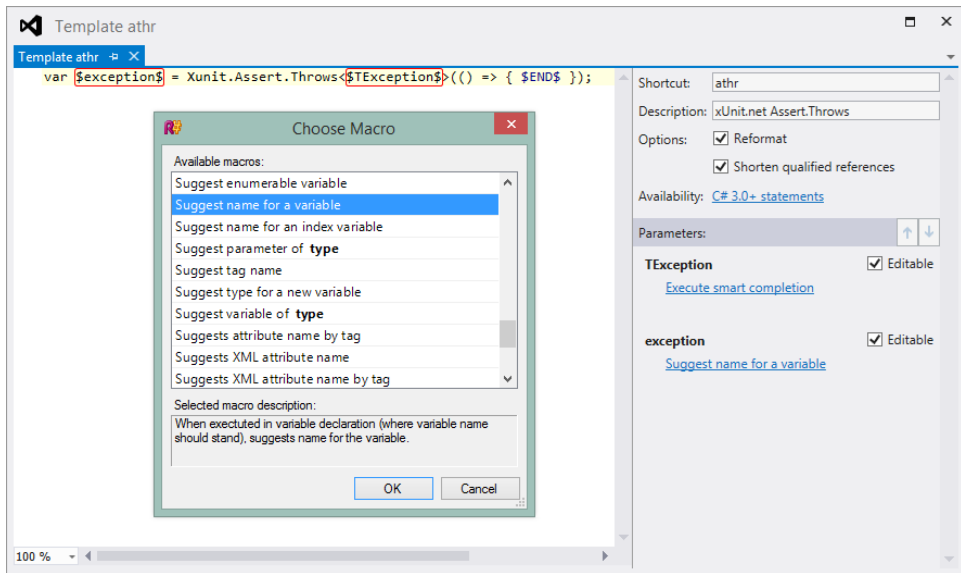 Template athr
Template athr
var $exception$ = Xunit.Assert.Throws<$TException$>(() => { $END$ });
Choose Macro
Available macros:
Suggest enumerable variable
Suggest name for a variable
Suggest name for an index variable
Suggest parameter of type
Suggest tag name
Suggest type for a new variable
Suggest variable of type
Suggests attribute name by tag
Suggests XML attribute name
Suggests XML attribute name by tag
Selected macro description:
When exectuted in variable declaration (where variable name
should stand), suggests name for the variable.
OK Cancel
100 %
Shortcut: athr
Description: xUnit.net Assert.Throws
Options: Reformat
Shorten qualified references
Availability: C# 3.0+ statements
Parameters:
TException Editable
Execute smart completion
exception Editable
Suggest name for a variable